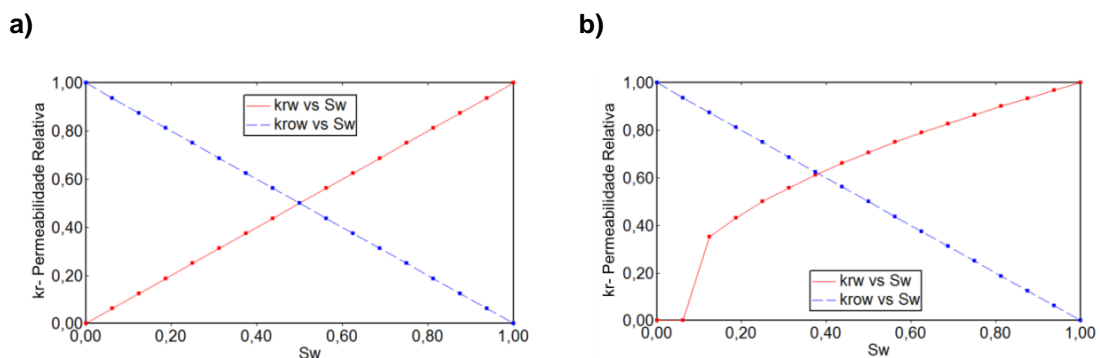 a)
b)
kr- Permeabilidade Relativa
1,00
0,80
0,60
0,40
0,20
0,00
krw vs Sw
krow vs Sw
0,00 0,20 0,40 0,60 0,80 1,00
Sw
kr- Permeabilidade Relativa
1,00
0,80
0,60
0,40
0,20
0,00
krw vs Sw
krow vs Sw
0,00 0,20 0,40 0,60 0,80 1,00
Sw